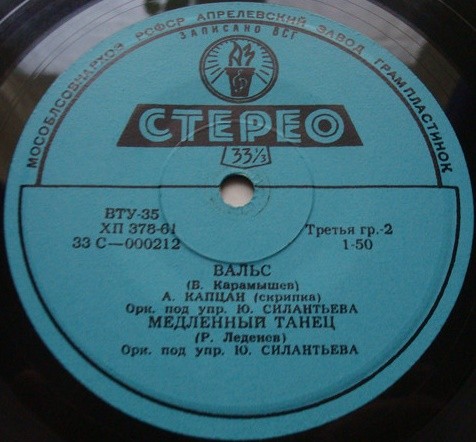 МОСОБЛСОВНАРХОЗ РСФСР АПРЕЛЕВСКИЙ ЗАВОД ГРАМПЛАСТИНОК
ЗАПИСАНО ВСГ
АЗ
СТЕРЕО
33⅓
ВТУ-35
ХП 378-61
33 С—000212
Третья гр.-2
1-50
ВАЛЬС
(В. Карамышев)
А. КАПЦАН (скрипка)
Орк. под упр. Ю. СИЛАНТЬЕВА
МЕДЛЕННЫЙ ТАНЕЦ
(Р. Леденев)
Орк. под упр. Ю. СИЛАНТЬЕВА